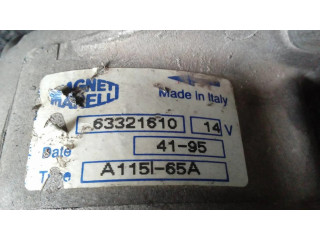 MAGNETI
MARELLI
Made in Italy
63321610 14 V
Date 41-95
Type A115I-65A